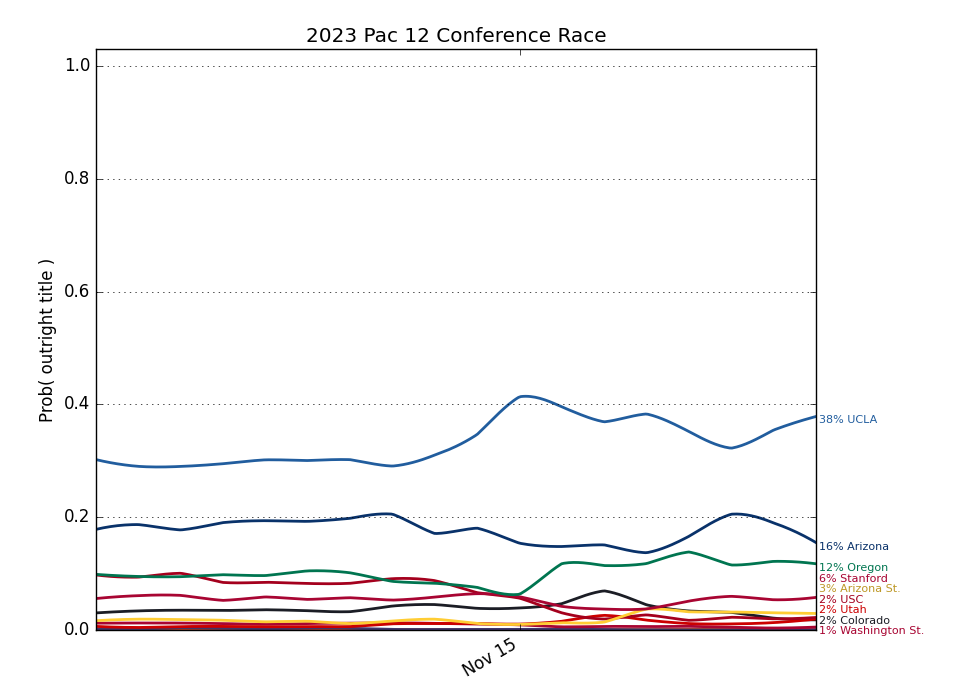 2023 Pac 12 Conference Race
1.0
0.8
0.6
0.4
0.2
0.0
Prob( outright title )
Nov 15
38% UCLA
16% Arizona
12% Oregon
6% Stanford
3% Arizona St.
2% USC
2% Utah
2% Colorado
1% Washington St.